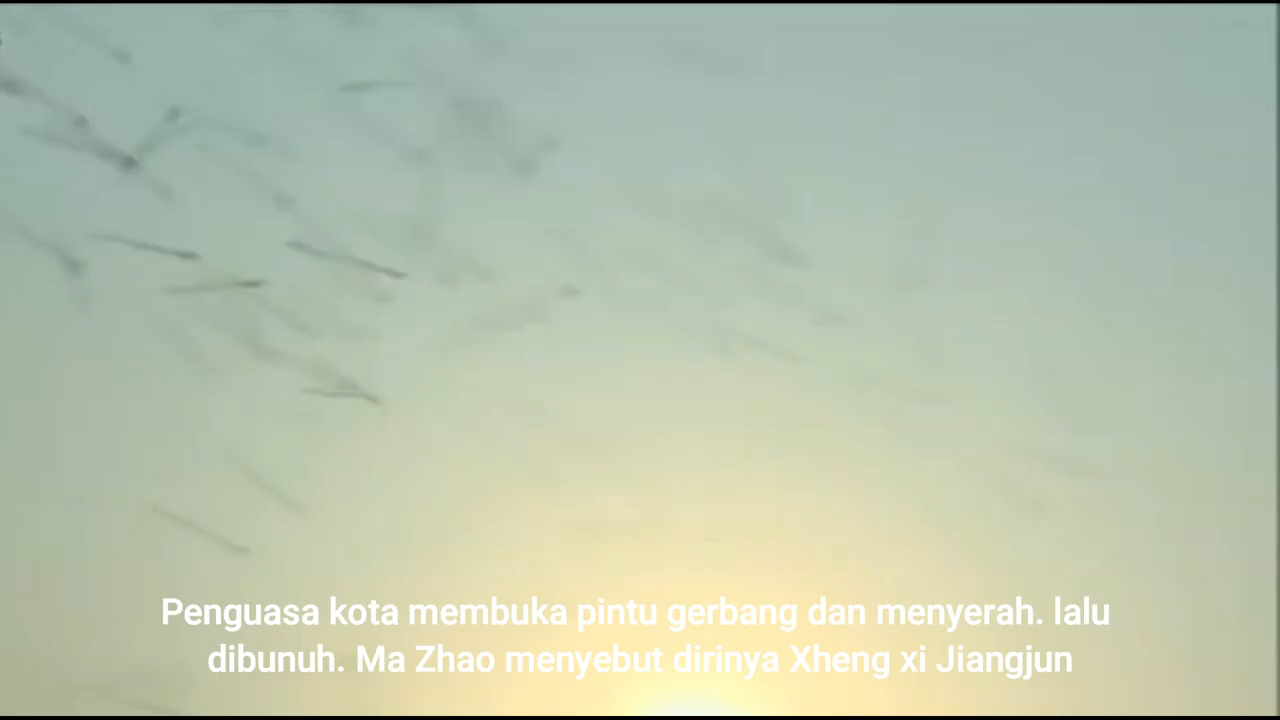 Penguasa kota membuka pintu gerbang dan menyerah. lalu
dibunuh. Ma Zhao menyebut dirinya Xheng xi Jiangjun